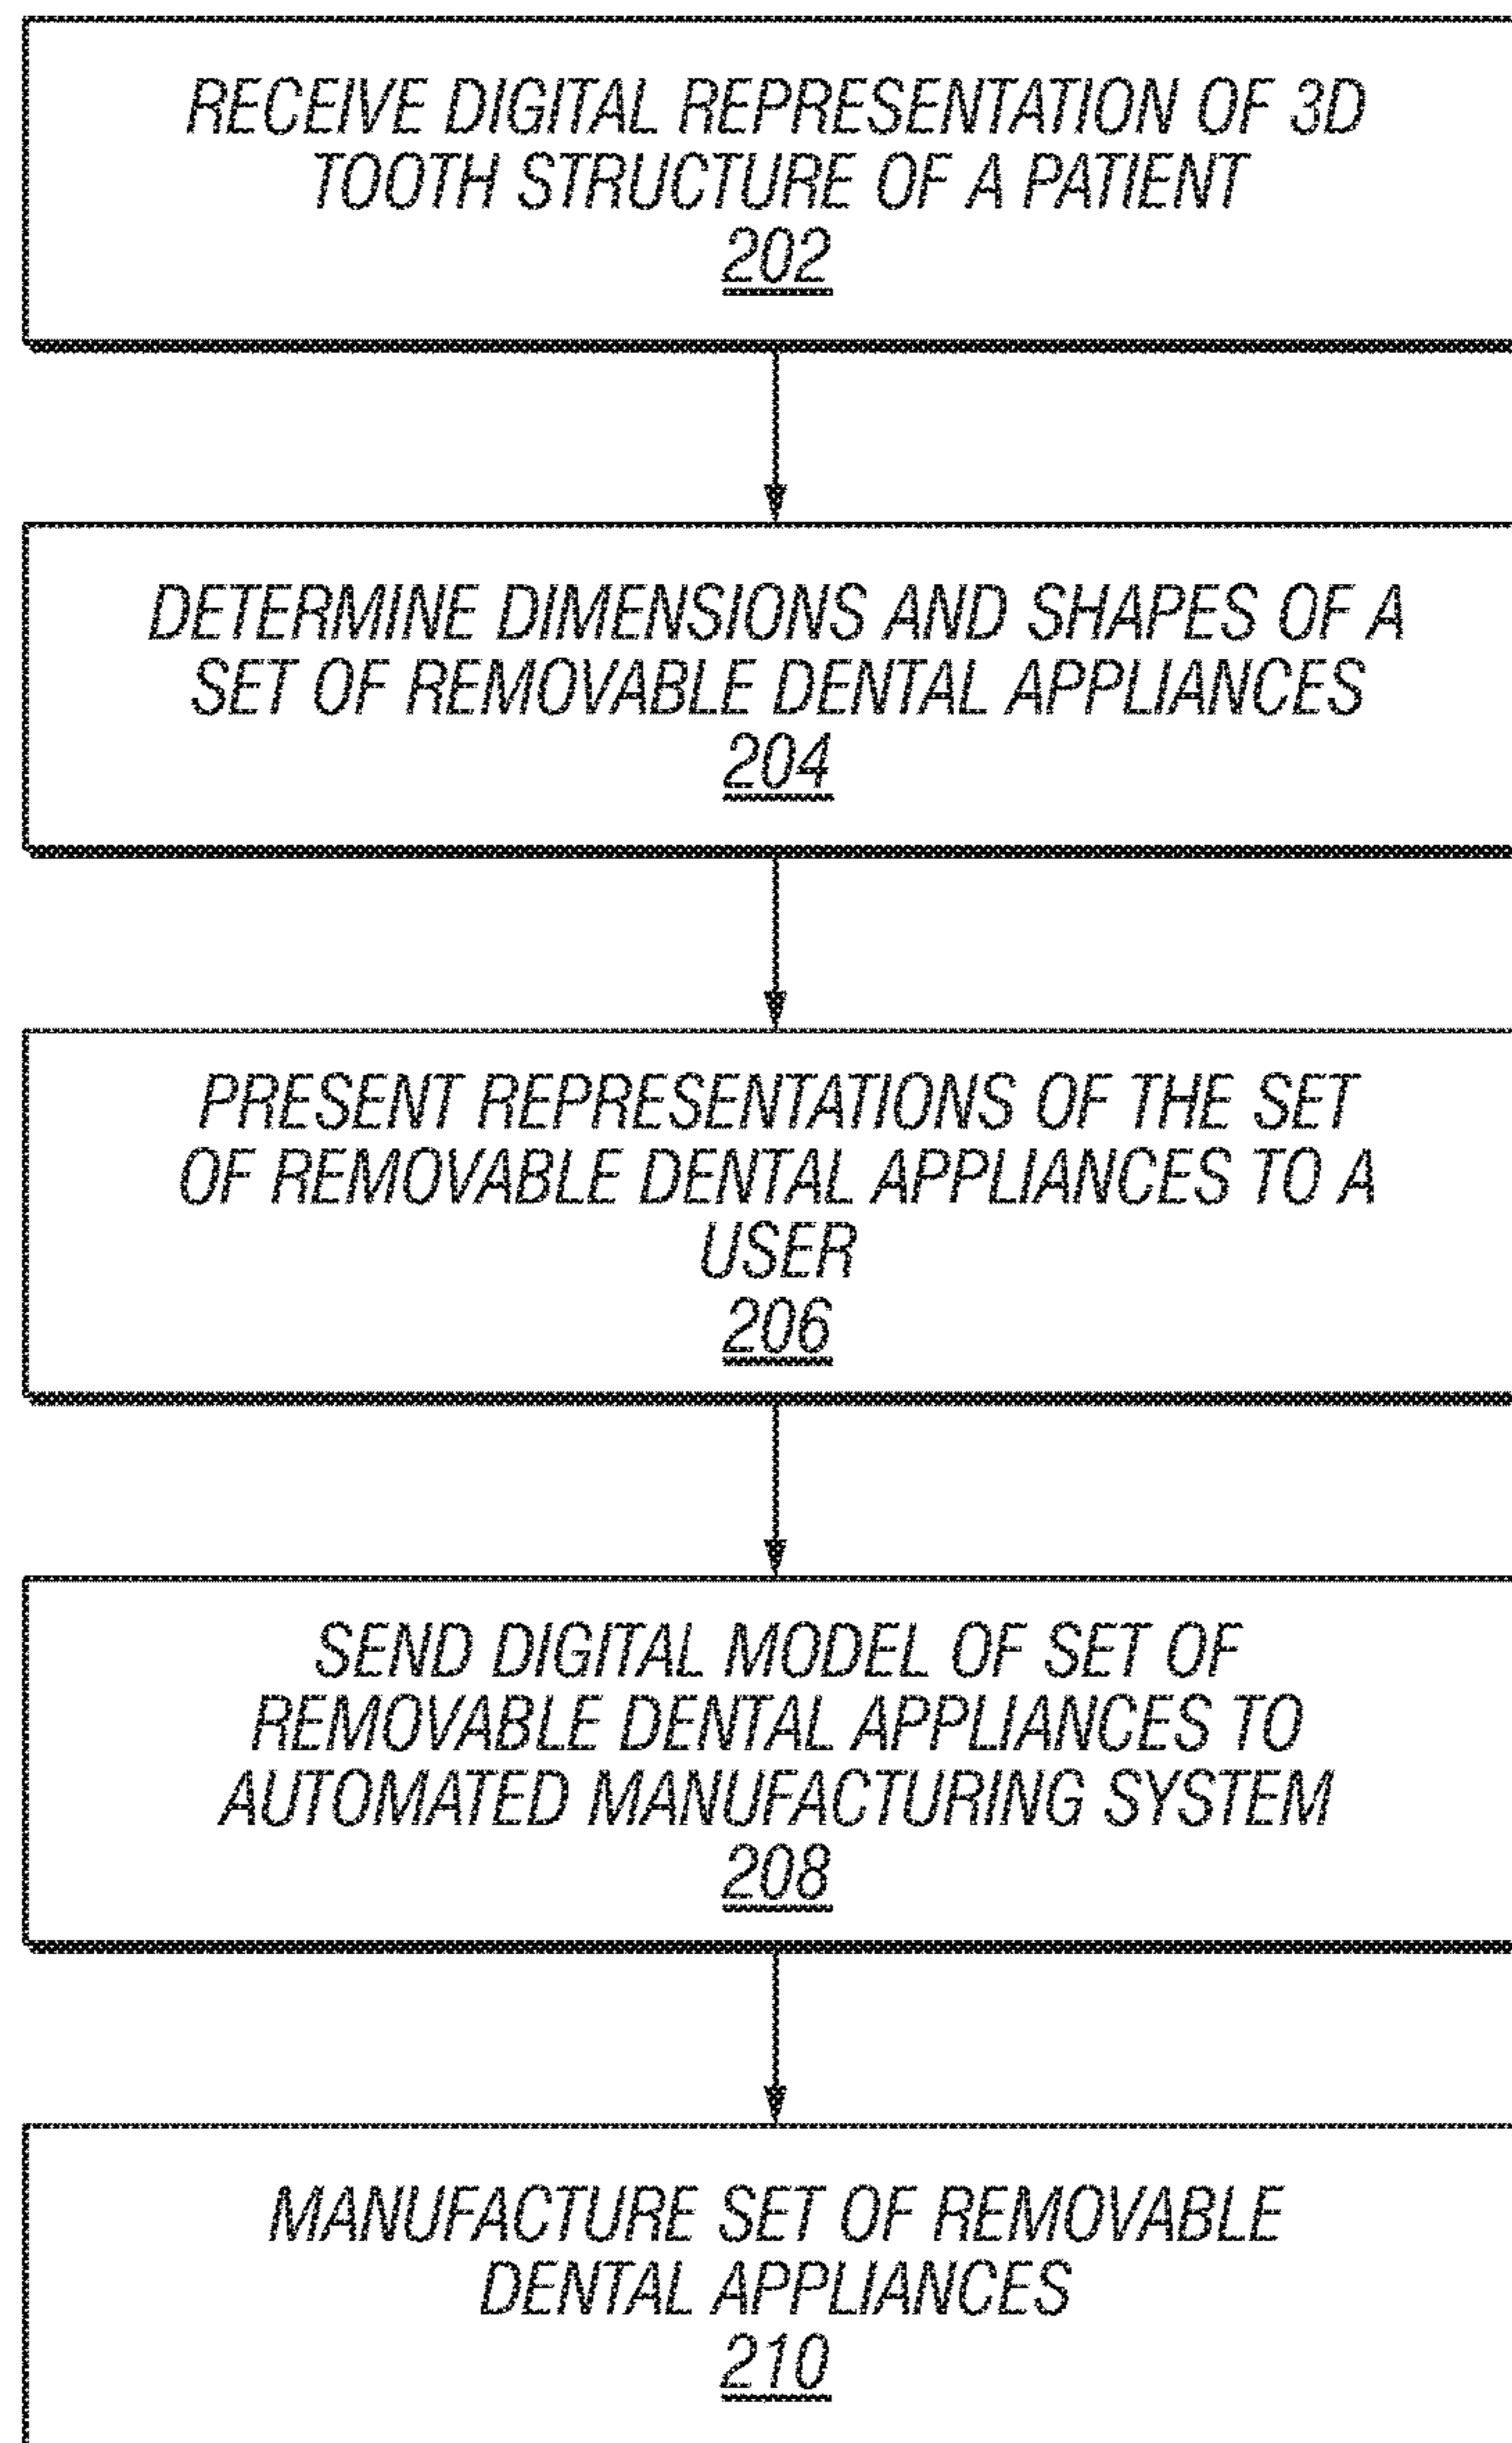 RECEIVE DIGITAL REPRESENTATION OF 3D
TOOTH STRUCTURE OF A PATIENT
202
DETERMINE DIMENSIONS AND SHAPES OF A
SET OF REMOVABLE DENTAL APPLIANCES
204
PRESENT REPRESENTATIONS OF THE SET
OF REMOVABLE DENTAL APPLIANCES TO A
USER
206
SEND DIGITAL MODEL OF SET OF
REMOVABLE DENTAL APPLIANCES TO
AUTOMATED MANUFACTURING SYSTEM
208
MANUFACTURE SET OF REMOVABLE
DENTAL APPLIANCES
210